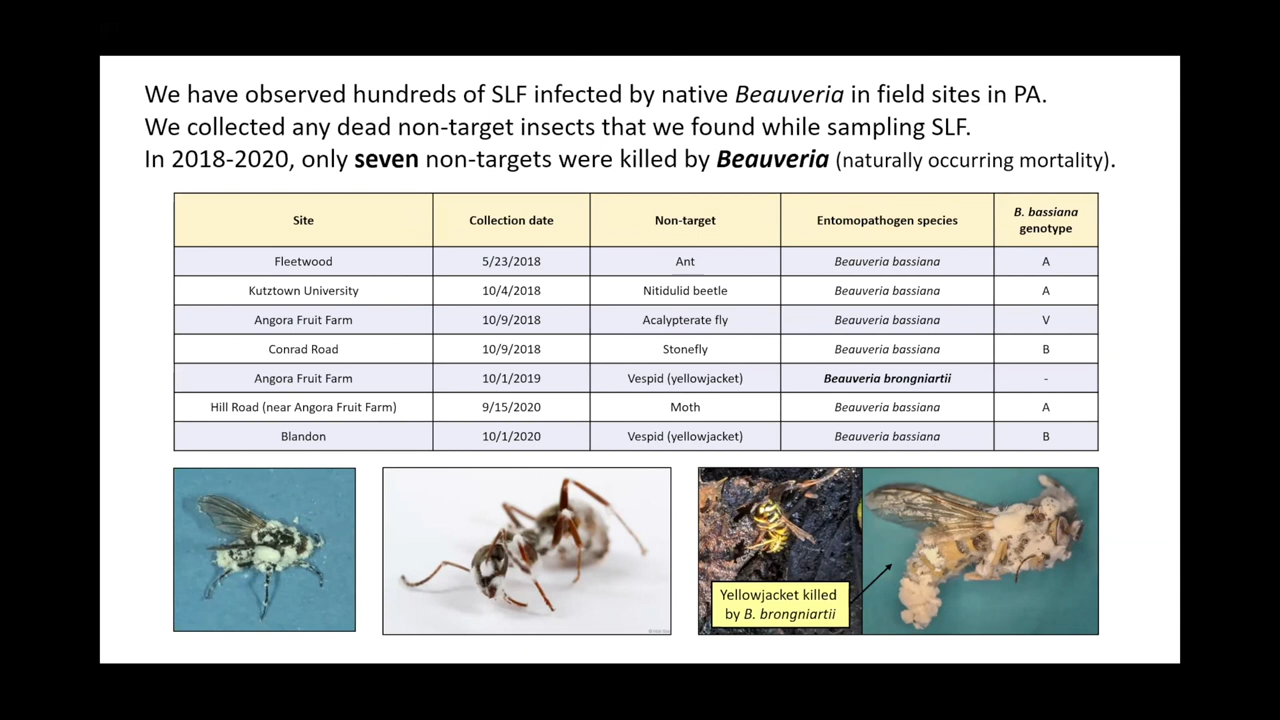 We have observed hundreds of SLF infected by native Beauveria in field sites in PA.
We collected any dead non-target insects that we found while sampling SLF.
In 2018-2020, only seven non-targets were killed by Beauveria (naturally occurring mortality).
Site Collection date Non-target Entomopathogen species B. bassiana genotype
Fleetwood 5/23/2018 Ant Beauveria bassiana A
Kutztown University 10/4/2018 Nitidulid beetle Beauveria bassiana A
Angora Fruit Farm 10/9/2018 Acalypterate fly Beauveria bassiana V
Conrad Road 10/9/2018 Stonefly Beauveria bassiana B
Angora Fruit Farm 10/1/2019 Vespid (yellowjacket) Beauveria brongniartii -
Hill Road (near Angora Fruit Farm) 9/15/2020 Moth Beauveria bassiana A
Blandon 10/1/2020 Vespid (yellowjacket) Beauveria bassiana B
Yellowjacket killed
by B. brongniartii